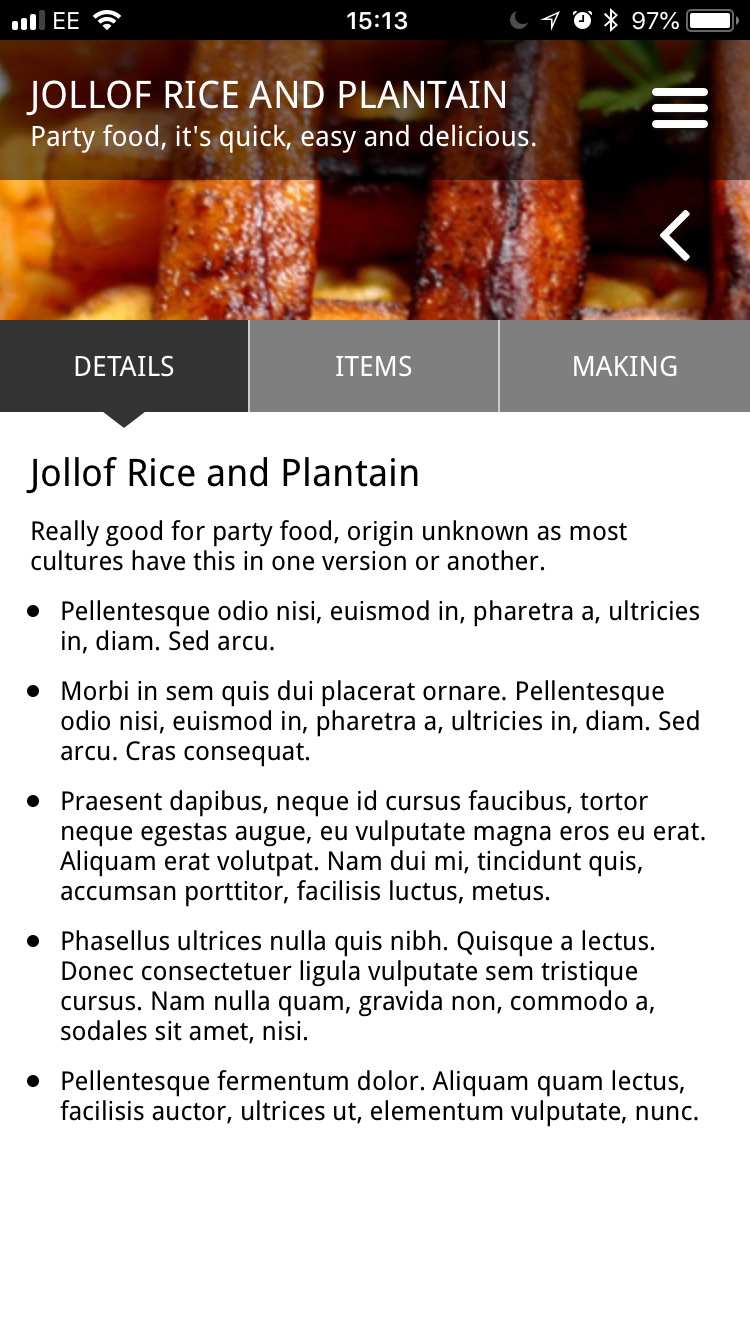 EE 15:13 97%
JOLLOF RICE AND PLANTAIN
Party food, it's quick, easy and delicious.
DETAILS ITEMS MAKING
Jollof Rice and Plantain
Really good for party food, origin unknown as most
cultures have this in one version or another.
Pellentesque odio nisi, euismod in, pharetra a, ultricies
in, diam. Sed arcu.
Morbi in sem quis dui placerat ornare. Pellentesque
odio nisi, euismod in, pharetra a, ultricies in, diam. Sed
arcu. Cras consequat.
Praesent dapibus, neque id cursus faucibus, tortor
neque egestas augue, eu vulputate magna eros eu erat.
Aliquam erat volutpat. Nam dui mi, tincidunt quis,
accumsan porttitor, facilisis luctus, metus.
Phasellus ultrices nulla quis nibh. Quisque a lectus.
Donec consectetuer ligula vulputate sem tristique
cursus. Nam nulla quam, gravida non, commodo a,
sodales sit amet, nisi.
Pellentesque fermentum dolor. Aliquam quam lectus,
facilisis auctor, ultrices ut, elementum vulputate, nunc.